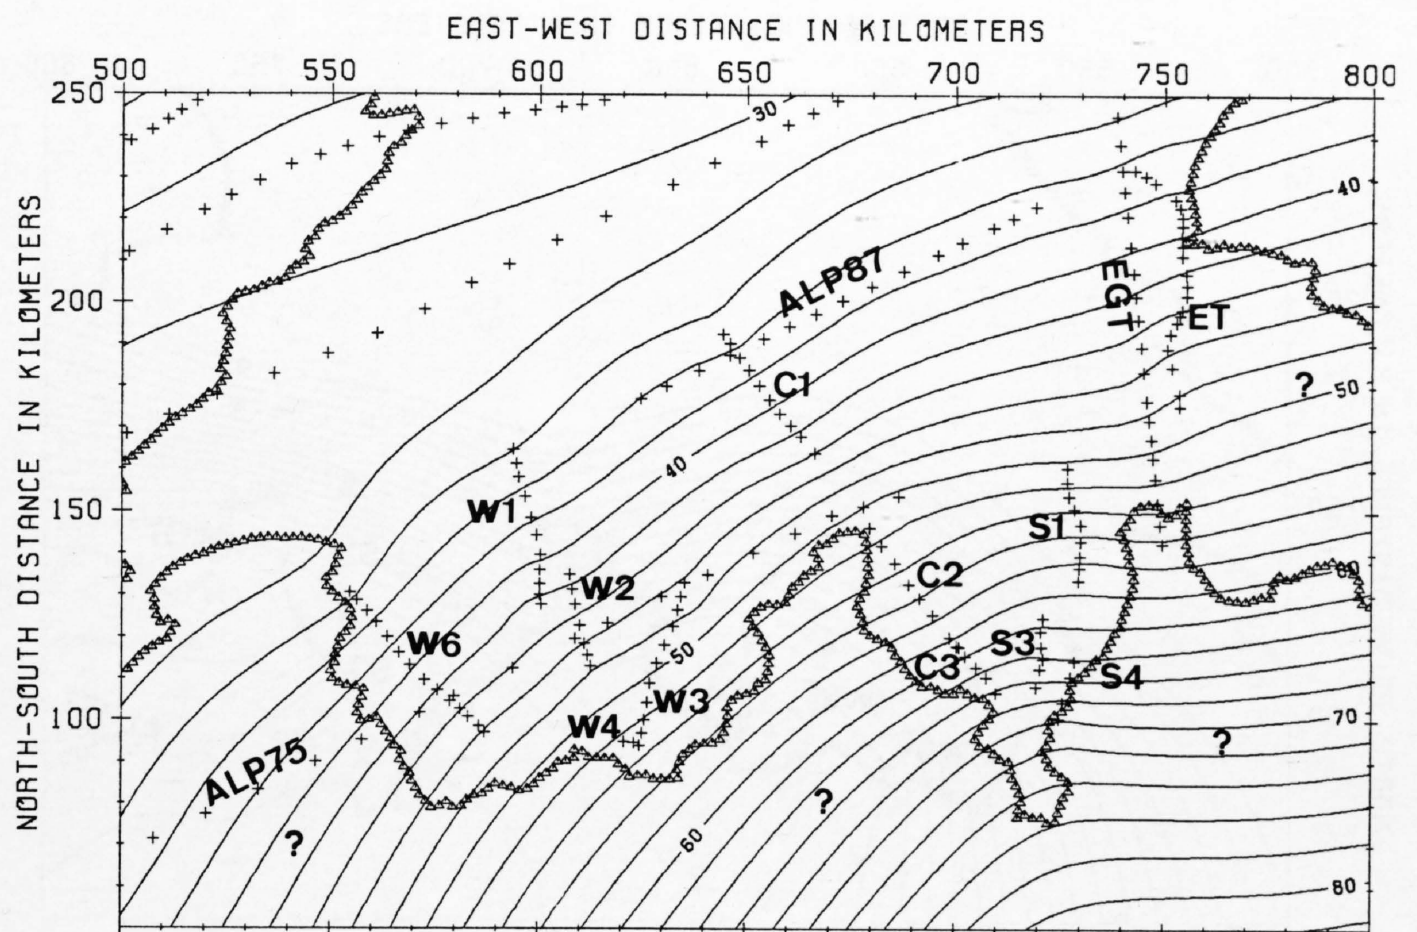 EAST-WEST DISTANCE IN KILOMETERS
500 550 600 650 700 750 800
NORTH-SOUTH DISTANCE IN KILOMETERS
250
30
40
200
ALP87
EGT
ET
C1
?
50
40
150
W1
S1
60
C2
W2
W6
50
S3
C3
S4
W3
100
W4
70
?
ALP75
?
?
60
80